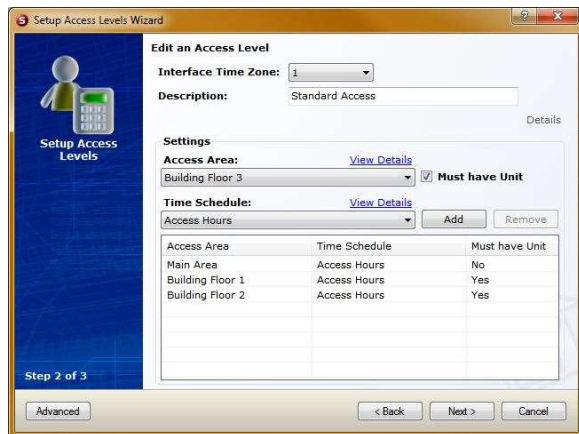 Setup Access Levels Wizard
Edit an Access Level
Interface Time Zone: 1
Description: Standard Access
Details
Setup Access
Levels
Settings
Access Area: View Details
Building Floor 3 Must have Unit
Time Schedule: View Details
Access Hours Add Remove
Access Area Time Schedule Must have Unit
Main Area Access Hours No
Building Floor 1 Access Hours Yes
Building Floor 2 Access Hours Yes
Step 2 of 3
Advanced < Back Next > Cancel